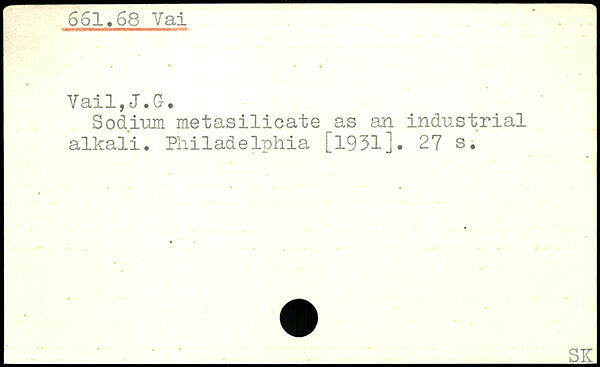 661.68 Vai
Vail,J.G.
Sodium metasilicate as an industrial
alkali. Philadelphia [1931]. 27 s.
SK